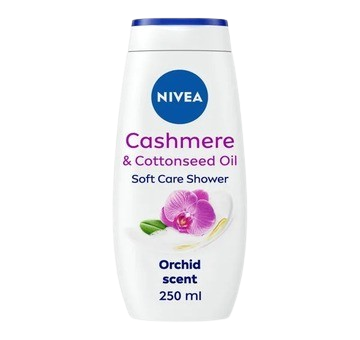 NIVEA
Cashmere
& Cottonseed Oil
Soft Care Shower
Orchid
scent
250 ml